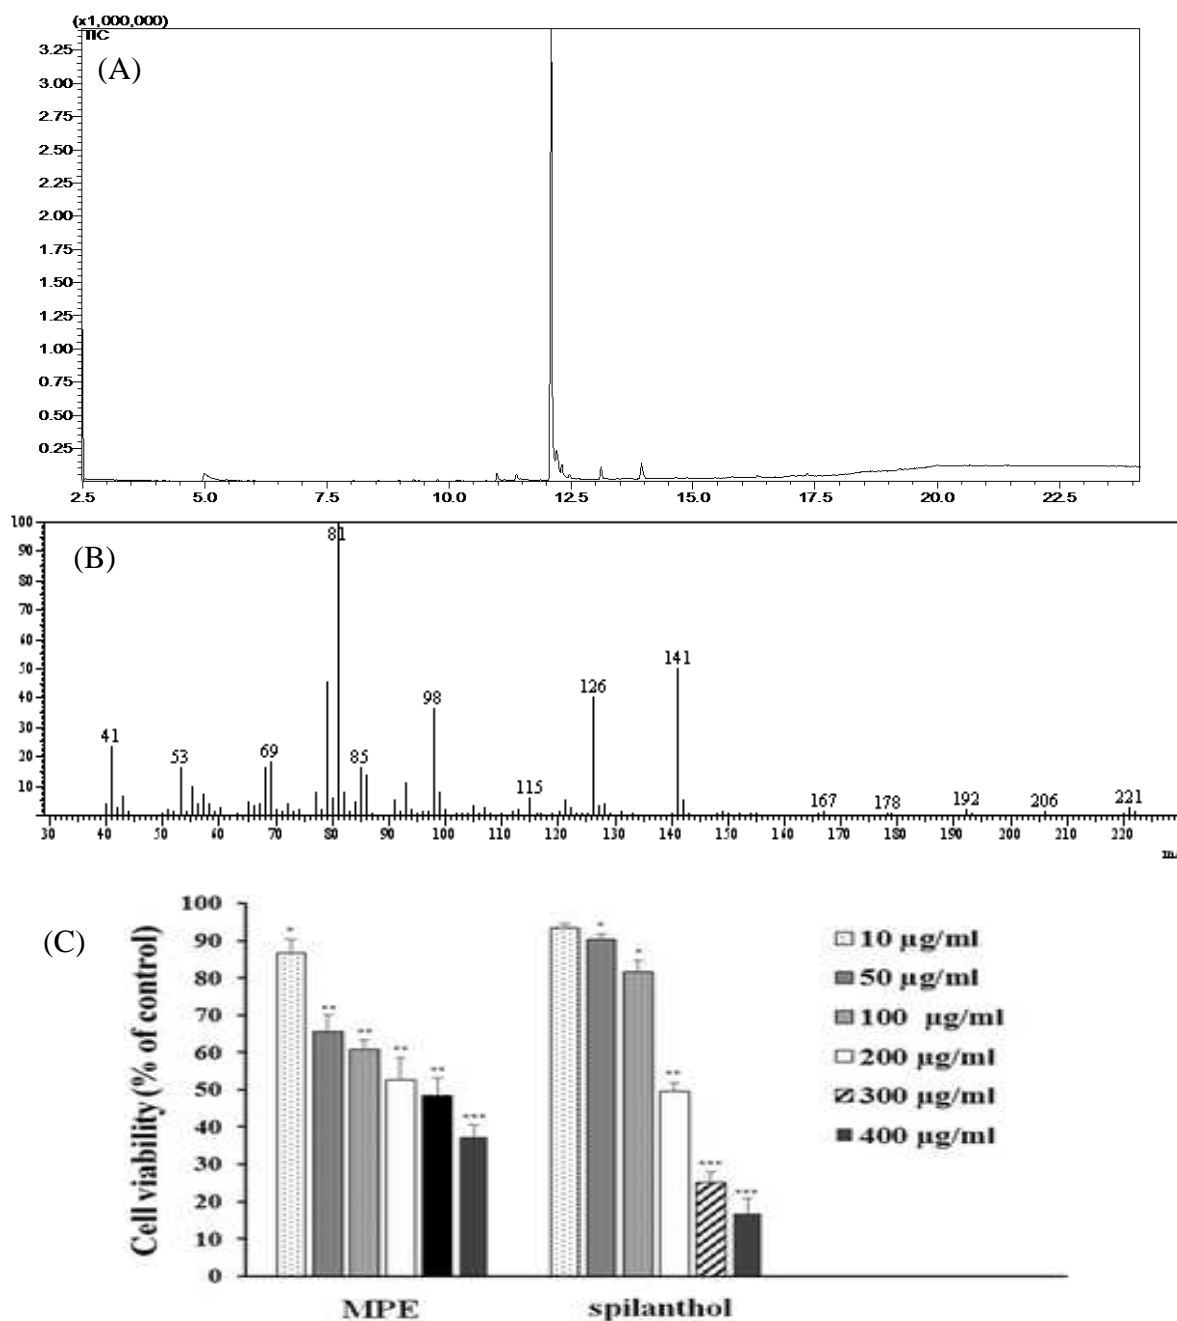 (x1,000,000)
TIC
(A)
3.25
3.00
2.75
2.50
2.25
2.00
1.75
1.50
1.25
1.00
0.75
0.50
0.25
2.5 5.0 7.5 10.0 12.5 15.0 17.5 20.0 22.5
(B)
100
90
80
70
60
50
40
30
20
10
81
141
126
98
41
53
69
85
115
167 178 192 206 221
30 40 50 60 70 80 90 100 110 120 130 140 150 160 170 180 190 200 210 220
(C)
Cell viability (% of control)
100
90
80
70
60
50
40
30
20
10
0
* ** ** ** ** ***
* * ** *** ***
MPE spilanthol
10 µg/ml
50 µg/ml
100 µg/ml
200 µg/ml
300 µg/ml
400 µg/ml